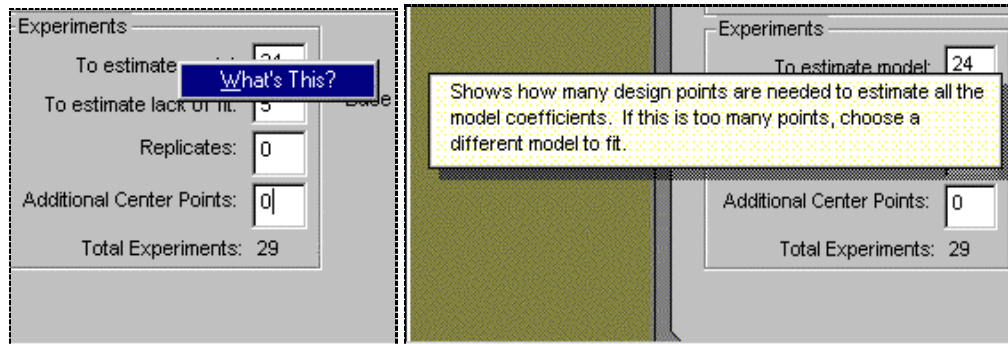 Experiments
To estimate
What's This?
To estimate lack of fit: 5
Replicates: 0
Additional Center Points: 0
Total Experiments: 29
Experiments
To estimate model: 24
Shows how many design points are needed to estimate all the
model coefficients. If this is too many points, choose a
different model to fit.
Additional Center Points: 0
Total Experiments: 29